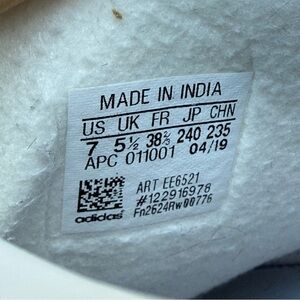 MADE IN INDIA
US UK FR JP CHN
7 5½ 38⅔ 240 235
APC 011001 04/19
ART EE6521
#122916978
Fn2624Rw00776
adidas